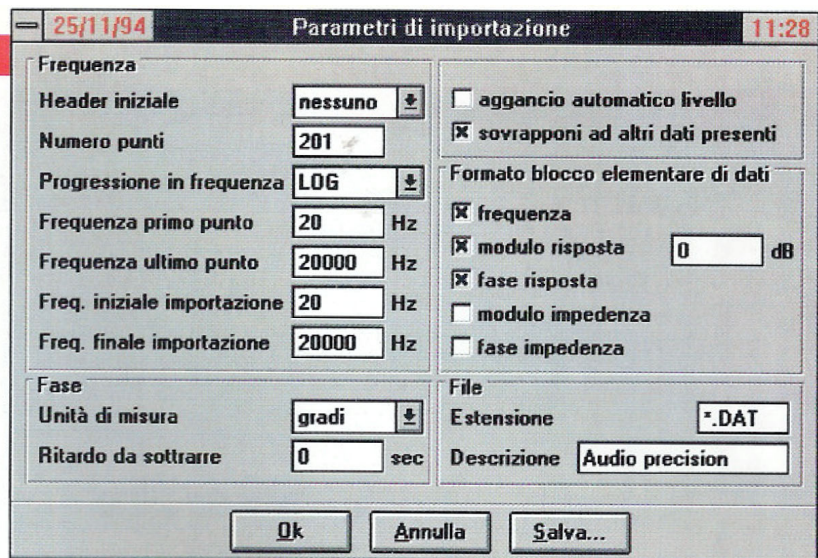 25/11/94 Parametri di importazione 11:28
Frequenza
Header iniziale nessuno
Numero punti 201
Progressione in frequenza LOG
Frequenza primo punto 20 Hz
Frequenza ultimo punto 20000 Hz
Freq. iniziale importazione 20 Hz
Freq. finale importazione 20000 Hz
aggancio automatico livello
sovrapponi ad altri dati presenti
Formato blocco elementare di dati
frequenza
modulo risposta 0 dB
fase risposta
modulo impedenza
fase impedenza
Fase
Unità di misura gradi
Ritardo da sottrarre 0 sec
File
Estensione *.DAT
Descrizione Audio precision
Ok Annulla Salva...